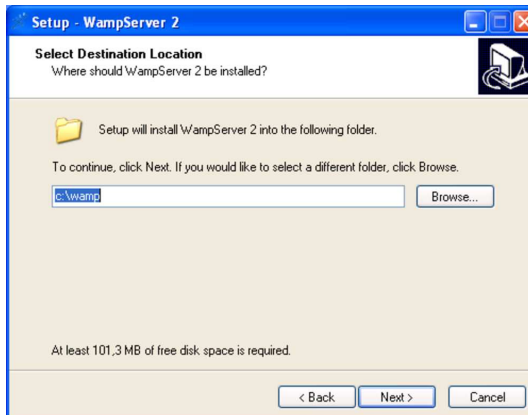 Setup - WampServer 2
Select Destination Location
Where should WampServer 2 be installed?
Setup will install WampServer 2 into the following folder.
To continue, click Next. If you would like to select a different folder, click Browse.
c:\wamp
Browse...
At least 101,3 MB of free disk space is required.
< Back
Next >
Cancel